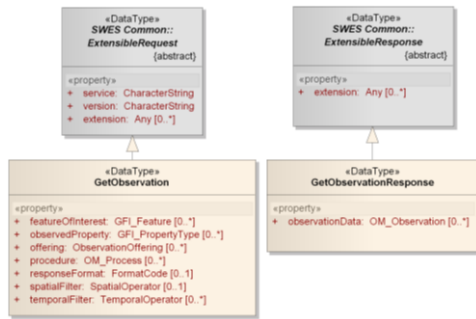 «DataType»
SWES Common::
ExtensibleRequest
{abstract}
«property»
+ service: CharacterString
+ version: CharacterString
+ extension: Any [0..*]
«DataType»
SWES Common::
ExtensibleResponse
{abstract}
«property»
+ extension: Any [0..*]
«DataType»
GetObservation
«property»
+ featureOfInterest: GFI_Feature [0..*]
+ observedProperty: GFI_PropertyType [0..*]
+ offering: ObservationOffering [0..*]
+ procedure: OM_Process [0..*]
+ responseFormat: FormatCode [0..1]
+ spatialFilter: SpatialOperator [0..1]
+ temporalFilter: TemporalOperator [0..*]
«DataType»
GetObservationResponse
«property»
+ observationData: OM_Observation [0..*]